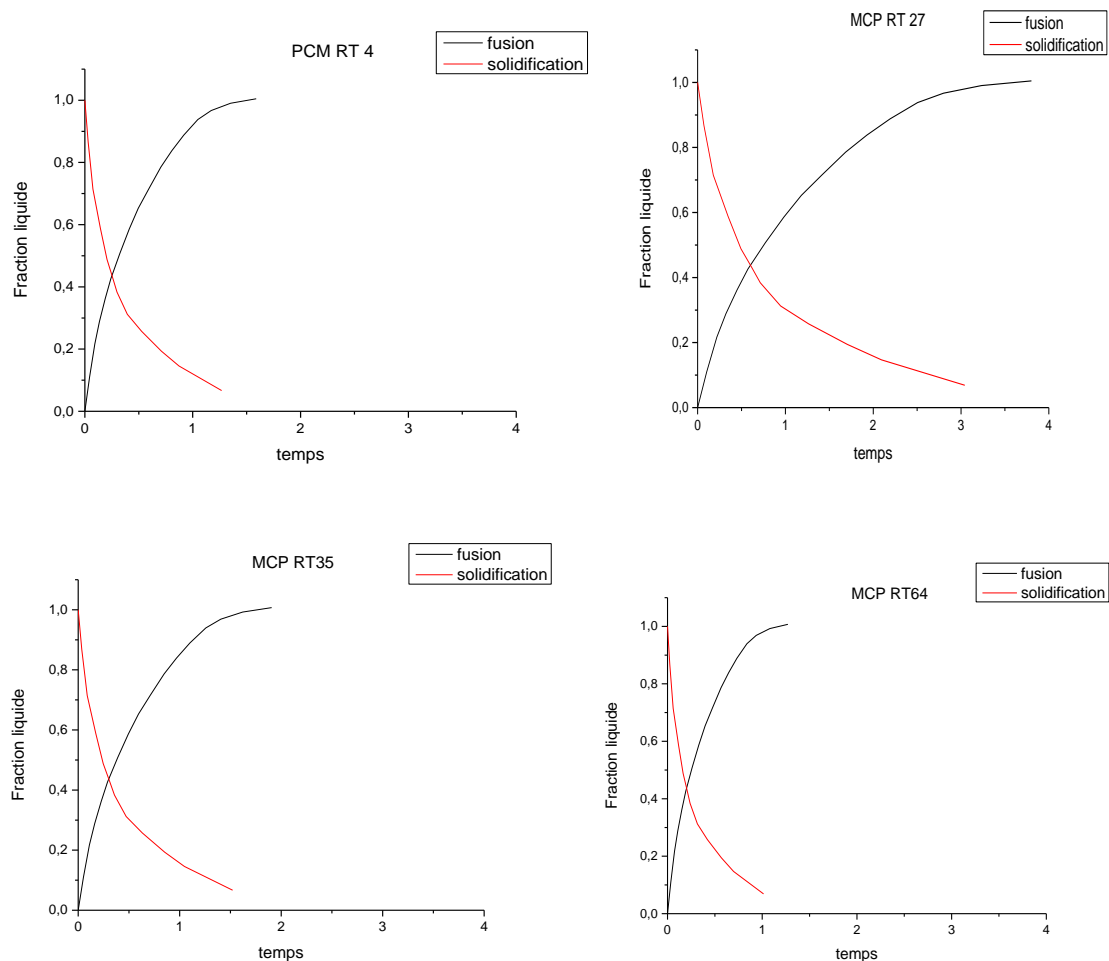 PCM RT 4
fusion
solidification
1,0
0,8
0,6
0,4
0,2
0,0
Fraction liquide
0 1 2 3 4
temps
MCP RT 27
fusion
solidification
1,0
0,8
0,6
0,4
0,2
0,0
Fraction liquide
0 1 2 3 4
temps
MCP RT35
fusion
solidification
1,0
0,8
0,6
0,4
0,2
0,0
Fraction liquide
0 1 2 3 4
temps
MCP RT64
fusion
solidification
1,0
0,8
0,6
0,4
0,2
0,0
Fraction liquide
0 1 2 3 4
temps